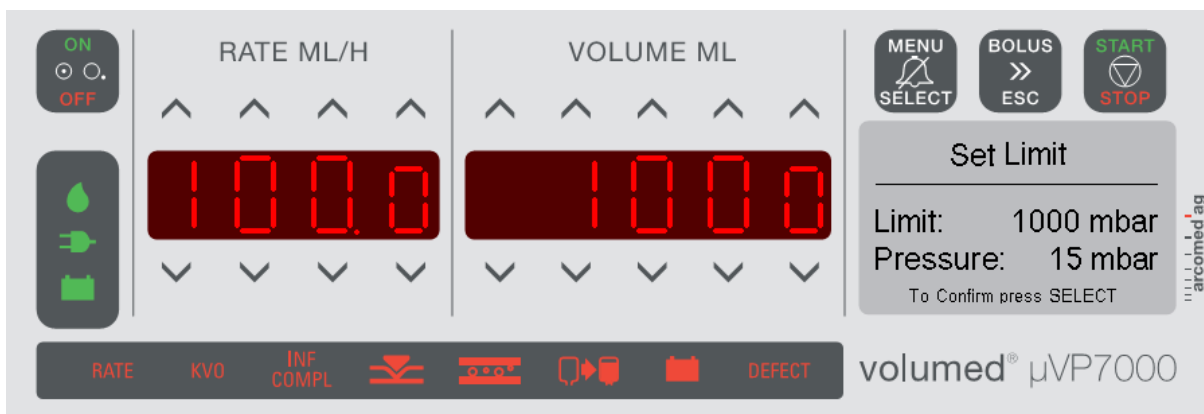 ON
OFF
RATE ML/H
100.0
VOLUME ML
1000
MENU
SELECT
BOLUS
ESC
START
STOP
Set Limit
Limit: 1000 mbar
Pressure: 15 mbar
To Confirm press SELECT
arcomed ag
RATE
KVO
INF
COMPL
DEFECT
volumed® µVP7000